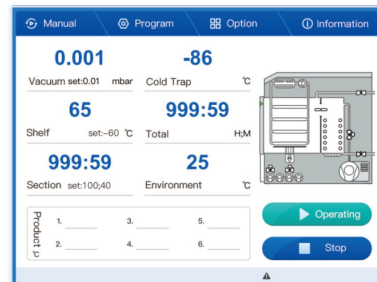 Manual Program Option Information
0.001 -86
Vacuum set:0.01 mbar Cold Trap ℃
65 999:59
Shelf set:-60 ℃ Total H;M
999:59 25
Section set:100;40 Environment ℃
Product p
1. 3. 5.
2. 4. 6.
Operating
Stop